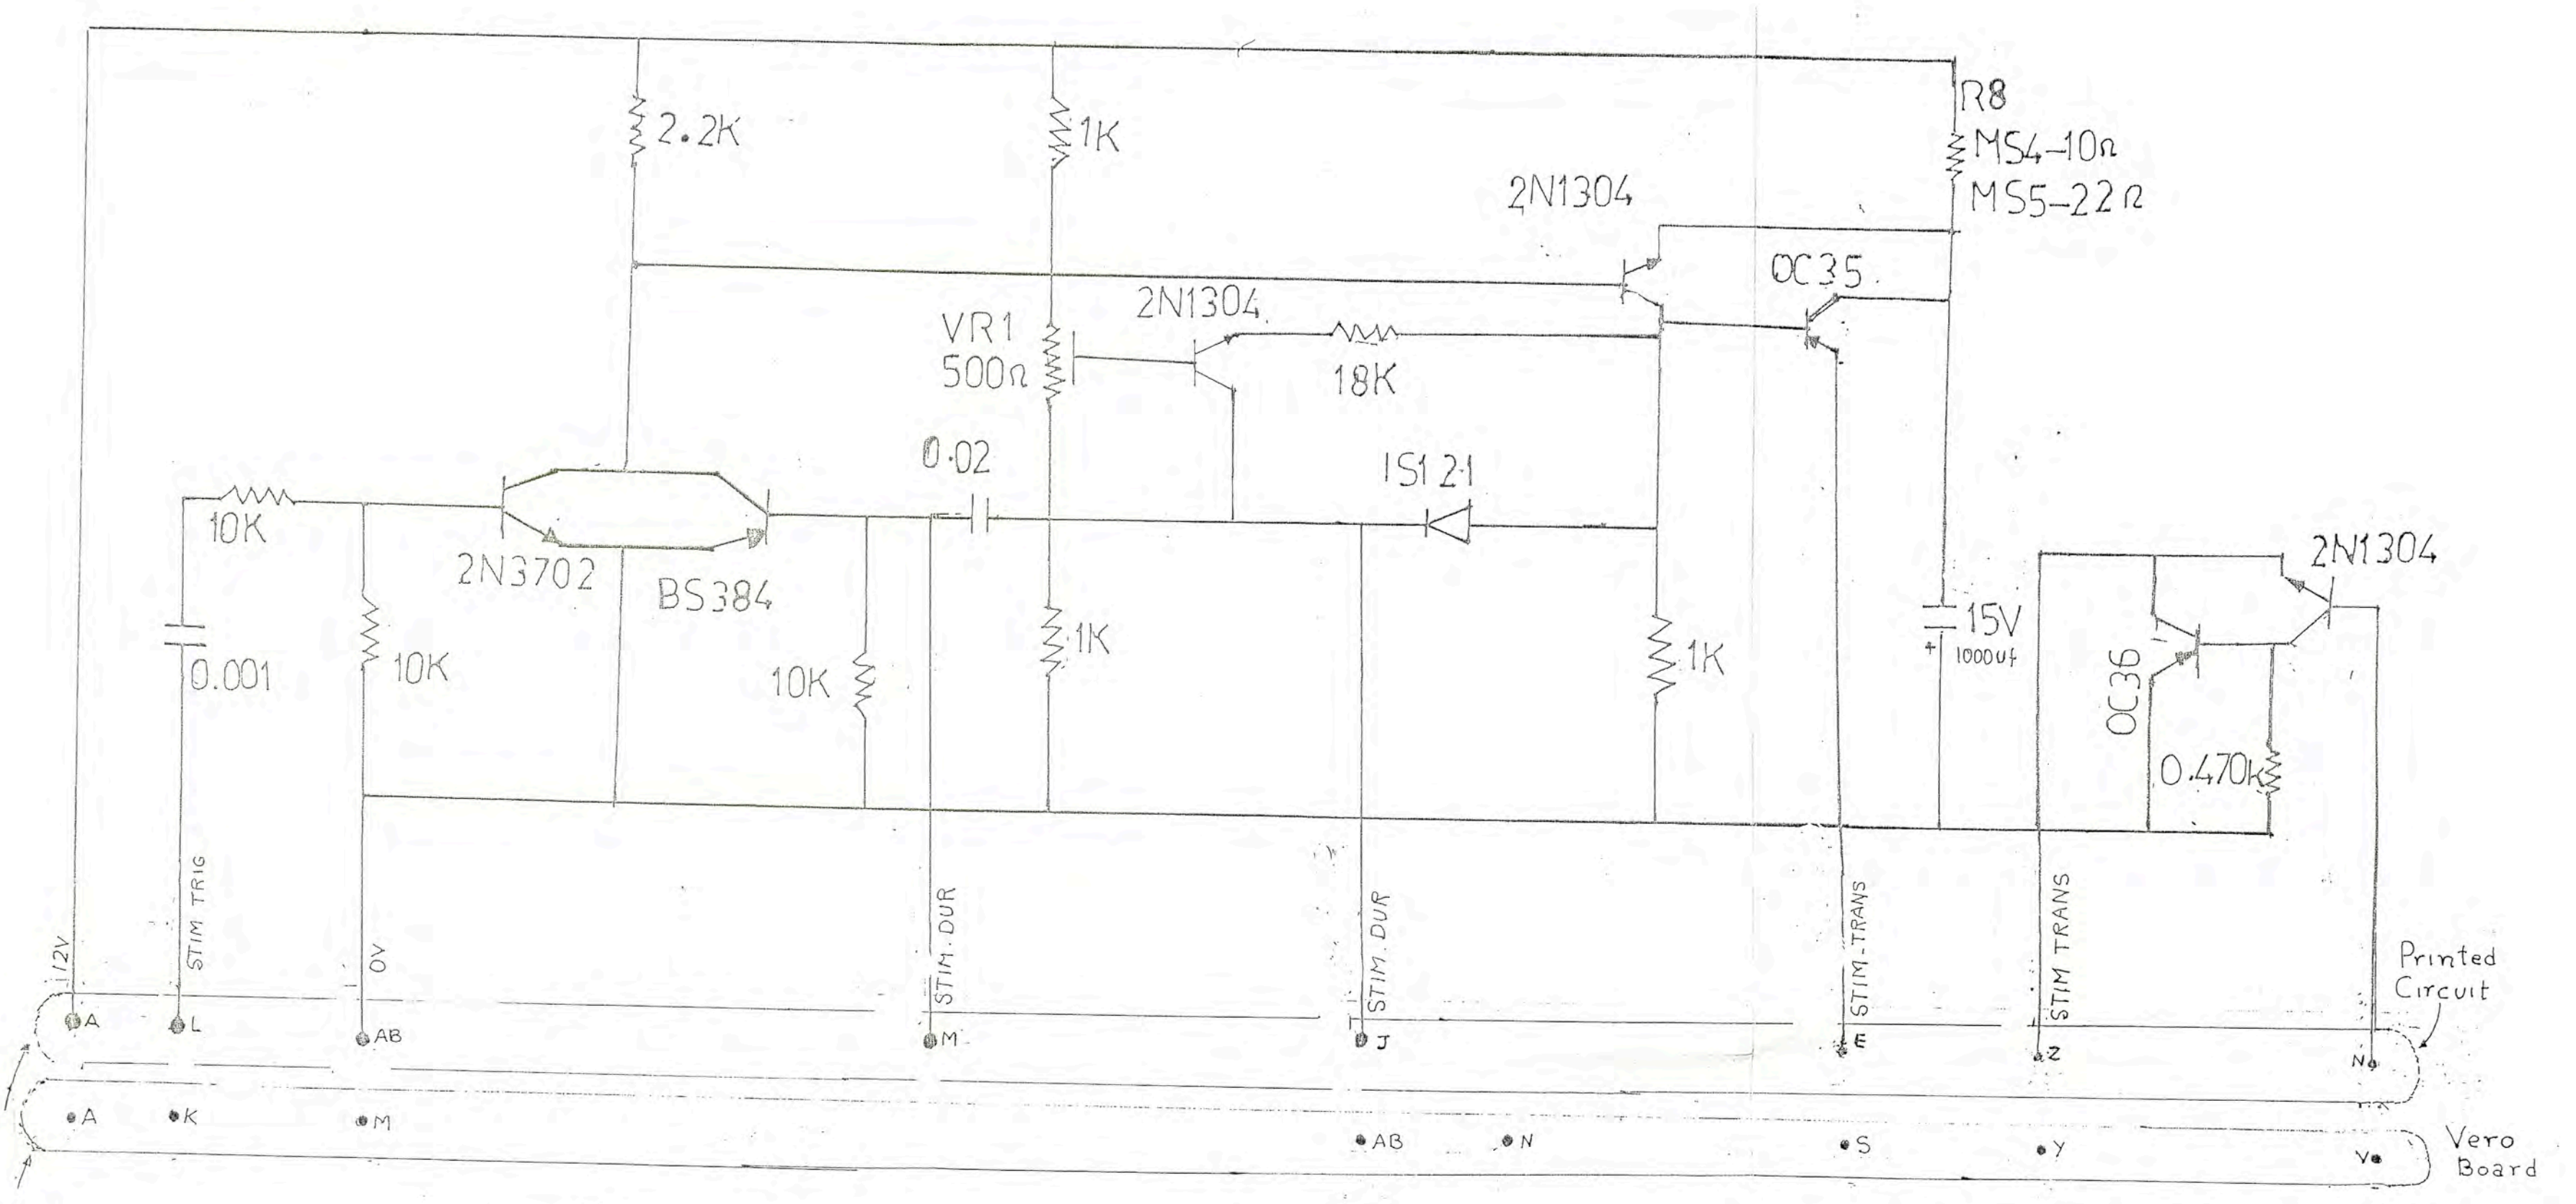 R8
2.2K
1K
MS4-10Ω
MS5-22Ω
2N1304
OC35
2N1304
VR1
500Ω
18K
0.02
IS121
10K
2N3702
BS384
2N1304
0.001
10K
10K
1K
1K
15V
+ 1000uf
OC36
0.470K
12V
STIM TRIG
0V
STIM.DUR
STIM.DUR
STIM-TRANS
STIM TRANS
Printed
Circuit
A
L
AB
M
J
E
Z
N
A
K
M
AB
N
S
Y
V
Vero
Board